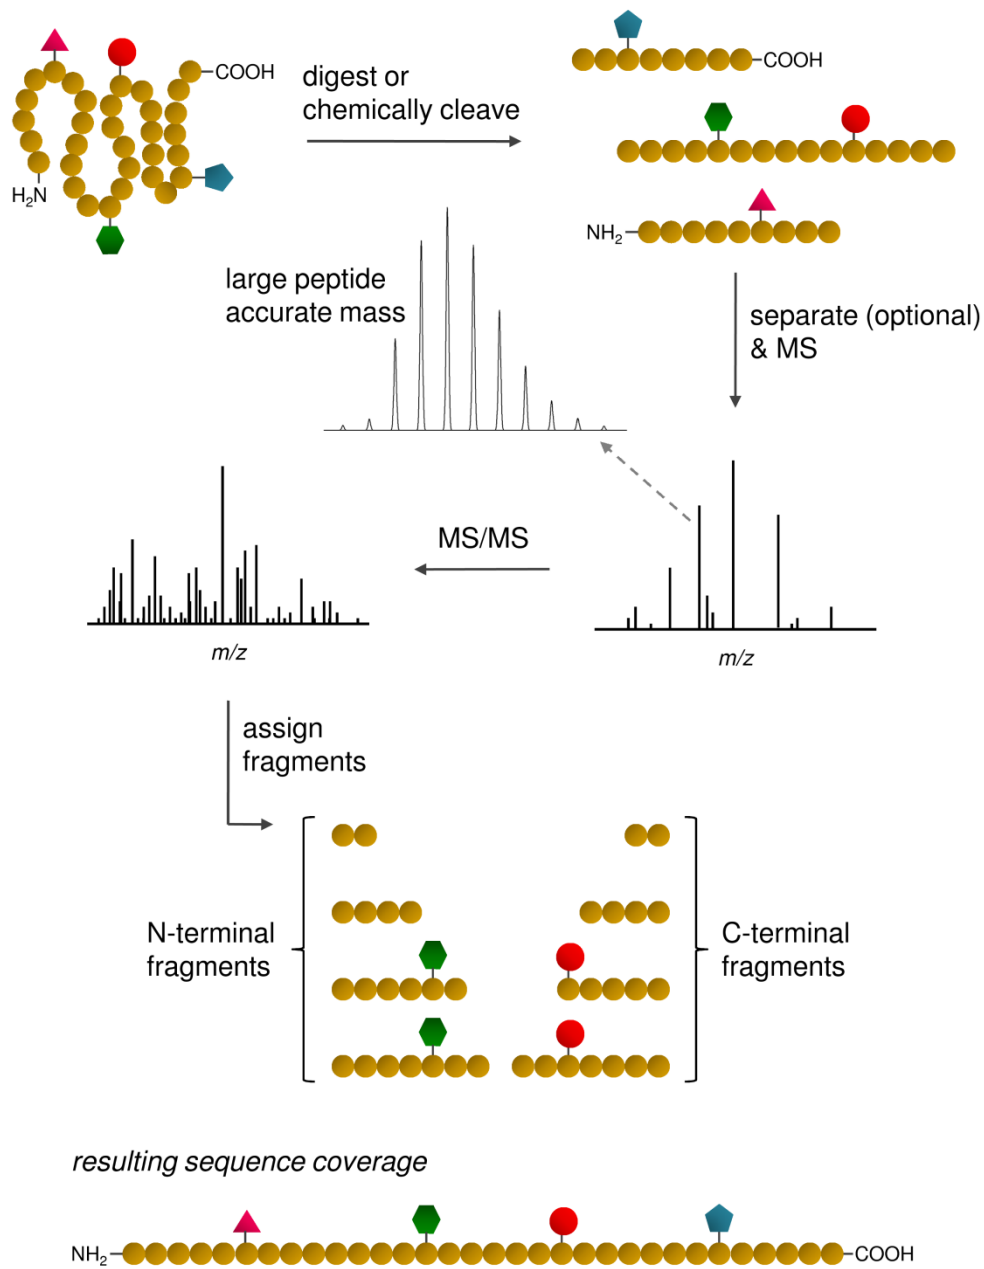 COOH
digest or
chemically cleave
COOH
H2N
NH2
large peptide
accurate mass
separate (optional)
& MS
MS/MS
m/z
m/z
assign
fragments
N-terminal
fragments
C-terminal
fragments
resulting sequence coverage
NH2
COOH